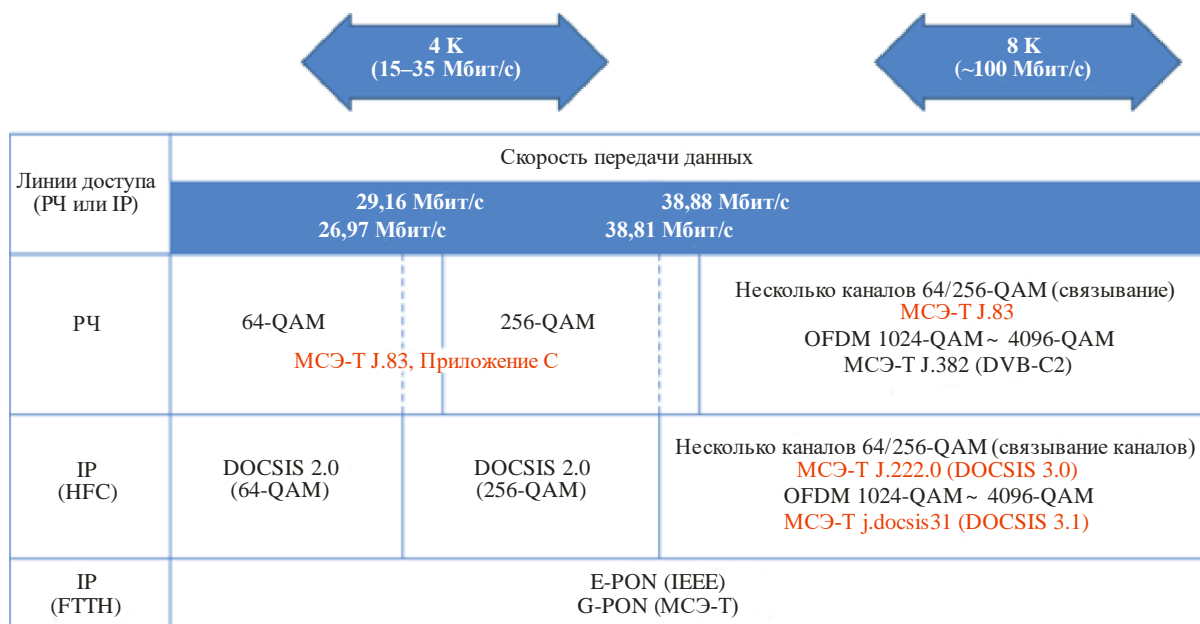 4 K
(15–35 Мбит/с)
8 K
(~100 Мбит/с)
Линии доступа
(РЧ или IP)
Скорость передачи данных
29,16 Мбит/с
38,88 Мбит/с
26,97 Мбит/с
38,81 Мбит/с
РЧ
64-QAM
256-QAM
МСЭ-Т J.83, Приложение C
Несколько каналов 64/256-QAM (связывание)
МСЭ-Т J.83
OFDM 1024-QAM~ 4096-QAM
МСЭ-Т J.382 (DVB-C2)
IP
(HFC)
DOCSIS 2.0
(64-QAM)
DOCSIS 2.0
(256-QAM)
Несколько каналов 64/256-QAM (связывание каналов)
МСЭ-Т J.222.0 (DOCSIS 3.0)
OFDM 1024-QAM~ 4096-QAM
МСЭ-Т j.docsis31 (DOCSIS 3.1)
IP
(FTTH)
E-PON (IEEE)
G-PON (МСЭ-Т)